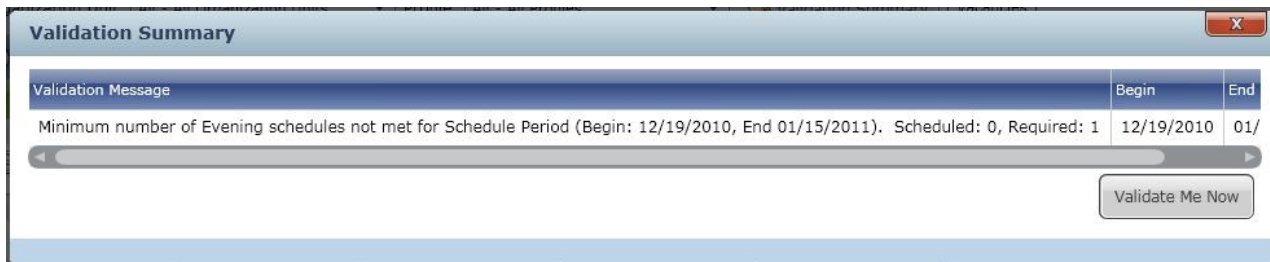 Validation Summary
X
Validation Message Begin End
Minimum number of Evening schedules not met for Schedule Period (Begin: 12/19/2010, End 01/15/2011). Scheduled: 0, Required: 1 12/19/2010 01/
Validate Me Now